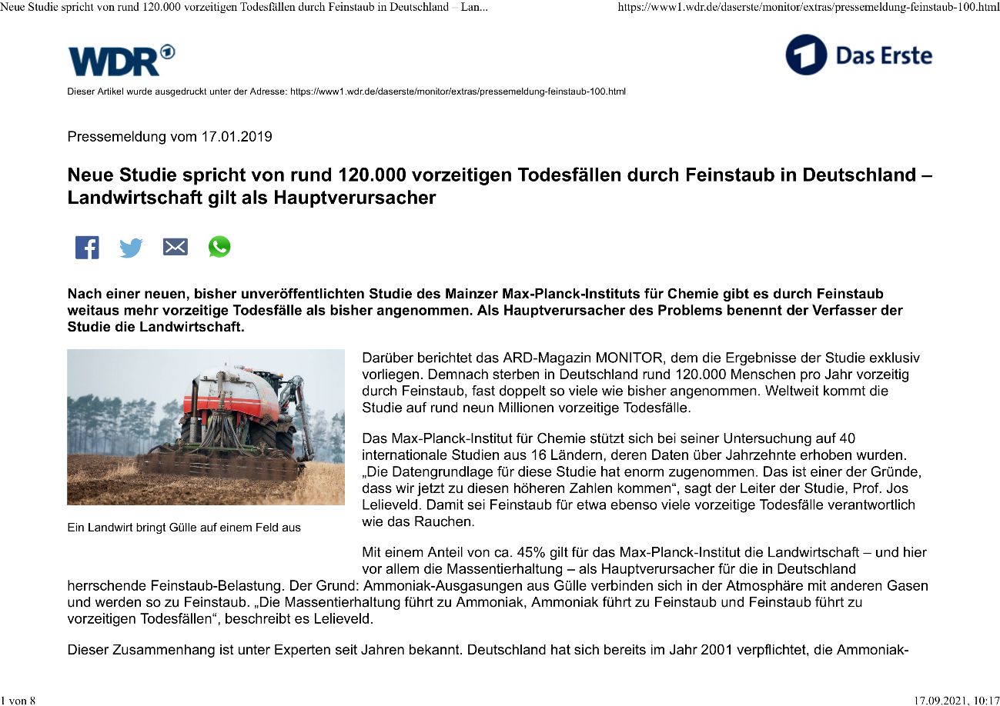 Neue Studie spricht von rund 120.000 vorzeitigen Todesfällen durch Feinstaub in Deutschland – Lan...
https://www1.wdr.de/daserste/monitor/extras/pressemeldung-feinstaub-100.html
WDR 1
1 Das Erste
Dieser Artikel wurde ausgedruckt unter der Adresse: https://www1.wdr.de/daserste/monitor/extras/pressemeldung-feinstaub-100.html
Pressemeldung vom 17.01.2019
Neue Studie spricht von rund 120.000 vorzeitigen Todesfällen durch Feinstaub in Deutschland –
Landwirtschaft gilt als Hauptverursacher
Nach einer neuen, bisher unveröffentlichten Studie des Mainzer Max-Planck-Instituts für Chemie gibt es durch Feinstaub
weitaus mehr vorzeitige Todesfälle als bisher angenommen. Als Hauptverursacher des Problems benennt der Verfasser der
Studie die Landwirtschaft.
Darüber berichtet das ARD-Magazin MONITOR, dem die Ergebnisse der Studie exklusiv
vorliegen. Demnach sterben in Deutschland rund 120.000 Menschen pro Jahr vorzeitig
durch Feinstaub, fast doppelt so viele wie bisher angenommen. Weltweit kommt die
Studie auf rund neun Millionen vorzeitige Todesfälle.
Das Max-Planck-Institut für Chemie stützt sich bei seiner Untersuchung auf 40
internationale Studien aus 16 Ländern, deren Daten über Jahrzehnte erhoben wurden.
„Die Datengrundlage für diese Studie hat enorm zugenommen. Das ist einer der Gründe,
dass wir jetzt zu diesen höheren Zahlen kommen“, sagt der Leiter der Studie, Prof. Jos
Lelieveld. Damit sei Feinstaub für etwa ebenso viele vorzeitige Todesfälle verantwortlich
wie das Rauchen.
Ein Landwirt bringt Gülle auf einem Feld aus
Mit einem Anteil von ca. 45% gilt für das Max-Planck-Institut die Landwirtschaft – und hier
vor allem die Massentierhaltung – als Hauptverursacher für die in Deutschland
herrschende Feinstaub-Belastung. Der Grund: Ammoniak-Ausgasungen aus Gülle verbinden sich in der Atmosphäre mit anderen Gasen
und werden so zu Feinstaub. „Die Massentierhaltung führt zu Ammoniak, Ammoniak führt zu Feinstaub und Feinstaub führt zu
vorzeitigen Todesfällen“, beschreibt es Lelieveld.
Dieser Zusammenhang ist unter Experten seit Jahren bekannt. Deutschland hat sich bereits im Jahr 2001 verpflichtet, die Ammoniak-
1 von 8
17.09.2021, 10:17